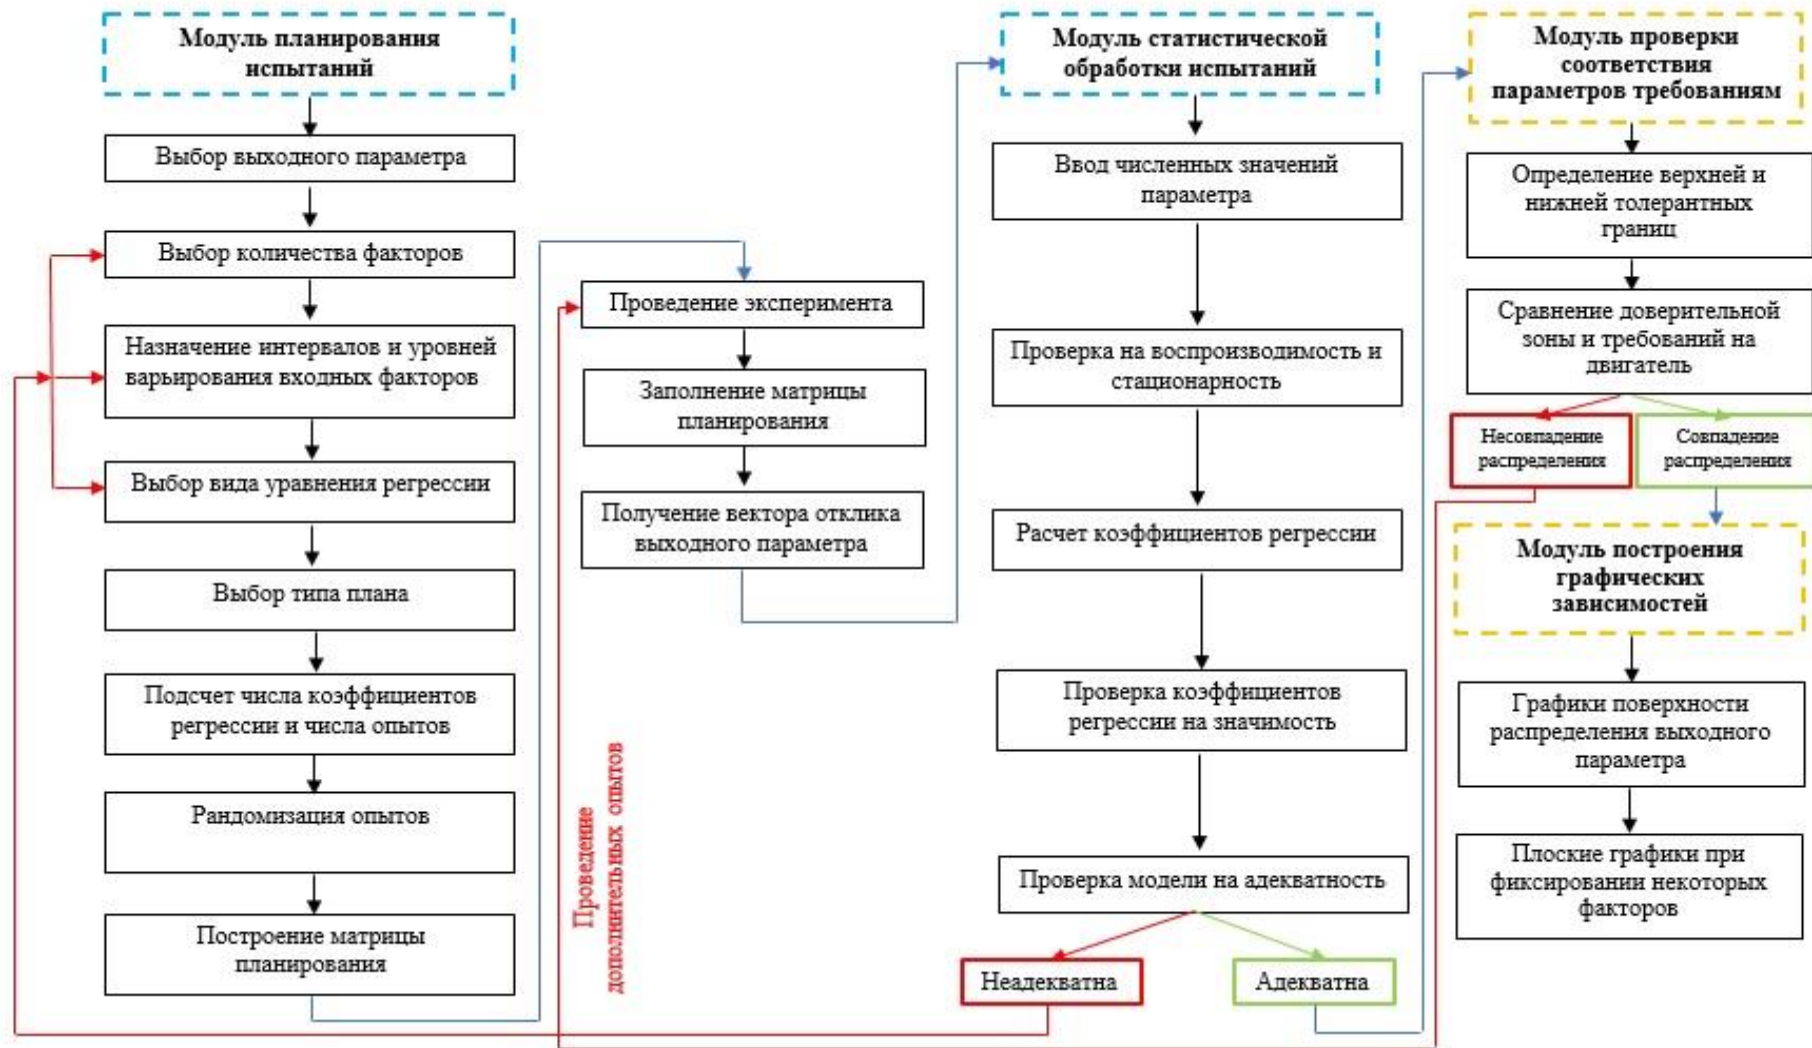 Модуль планирования
испытаний
Выбор выходного параметра
Выбор количества факторов
Назначение интервалов и уровней
варьирования входных факторов
Выбор вида уравнения регрессии
Выбор типа плана
Подсчет числа коэффициентов
регрессии и числа опытов
Рандомизация опытов
Построение матрицы
планирования
Проведение эксперимента
Заполнение матрицы
планирования
Получение вектора отклика
выходного параметра
Проведение
дополнительных опытов
Модуль статистической
обработки испытаний
Ввод численных значений
параметра
Проверка на воспроизводимость и
стационарность
Расчет коэффициентов регрессии
Проверка коэффициентов
регрессии на значимость
Проверка модели на адекватность
Неадекватна
Адекватна
Модуль проверки
соответствия
параметров требованиям
Определение верхней и
нижней толерантных
границ
Сравнение доверительной
зоны и требований на
двигатель
Несовпадение
распределения
Совпадение
распределения
Модуль построения
графических
зависимостей
Графики поверхности
распределения выходного
параметра
Плоские графики при
фиксировании некоторых
факторов